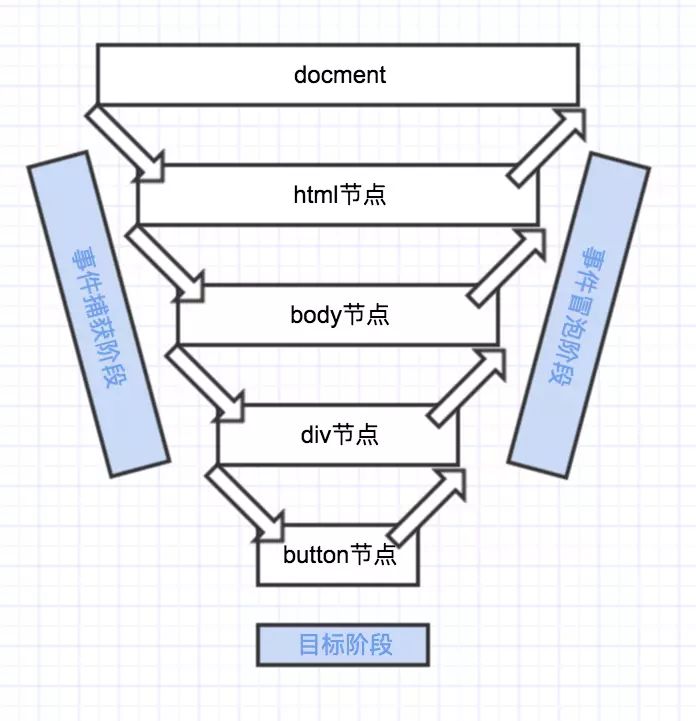 docment
html节点
事件捕获阶段
事件冒泡阶段
body节点
div节点
button节点
目标阶段